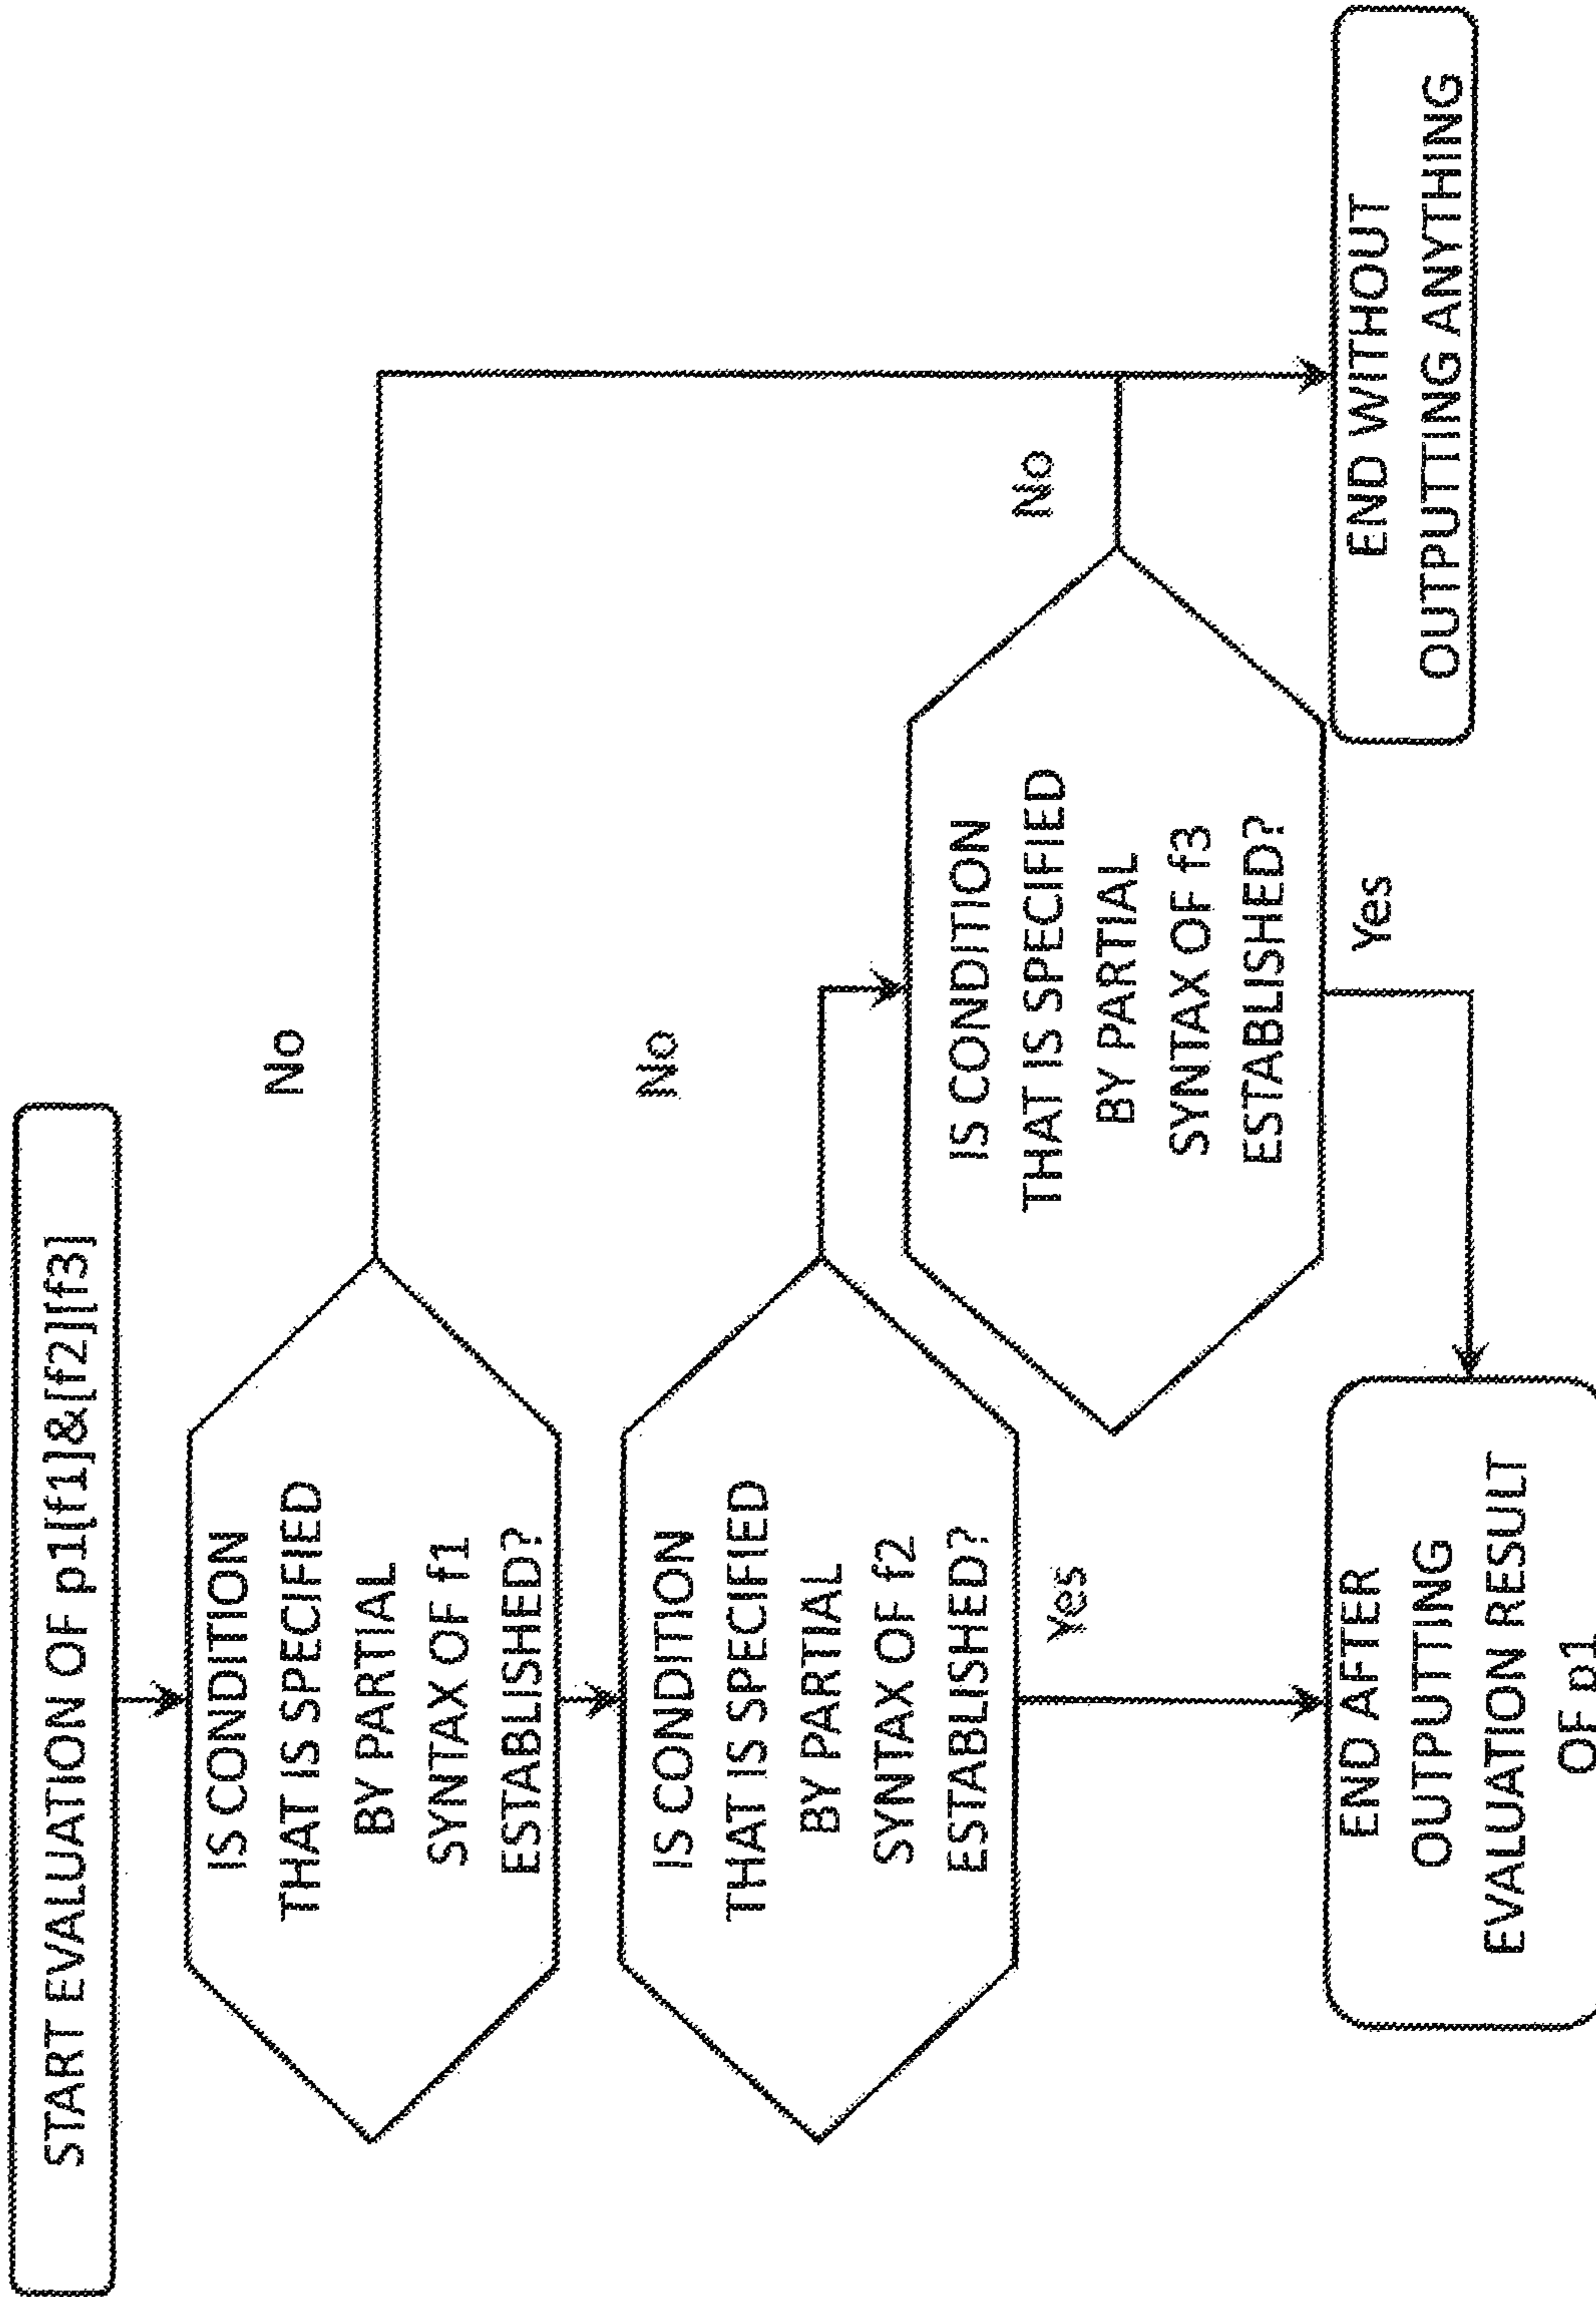 START EVALUATION OF p1[f1]&[f2][f3]
IS CONDITION
THAT IS SPECIFIED
BY PARTIAL
SYNTAX OF f1
ESTABLISHED?
No
IS CONDITION
THAT IS SPECIFIED
BY PARTIAL
SYNTAX OF f2
ESTABLISHED?
No
Yes
IS CONDITION
THAT IS SPECIFIED
BY PARTIAL
SYNTAX OF f3
ESTABLISHED?
No
Yes
END AFTER
OUTPUTTING
EVALUATION RESULT
OF p1
END WITHOUT
OUTPUTTING ANYTHING